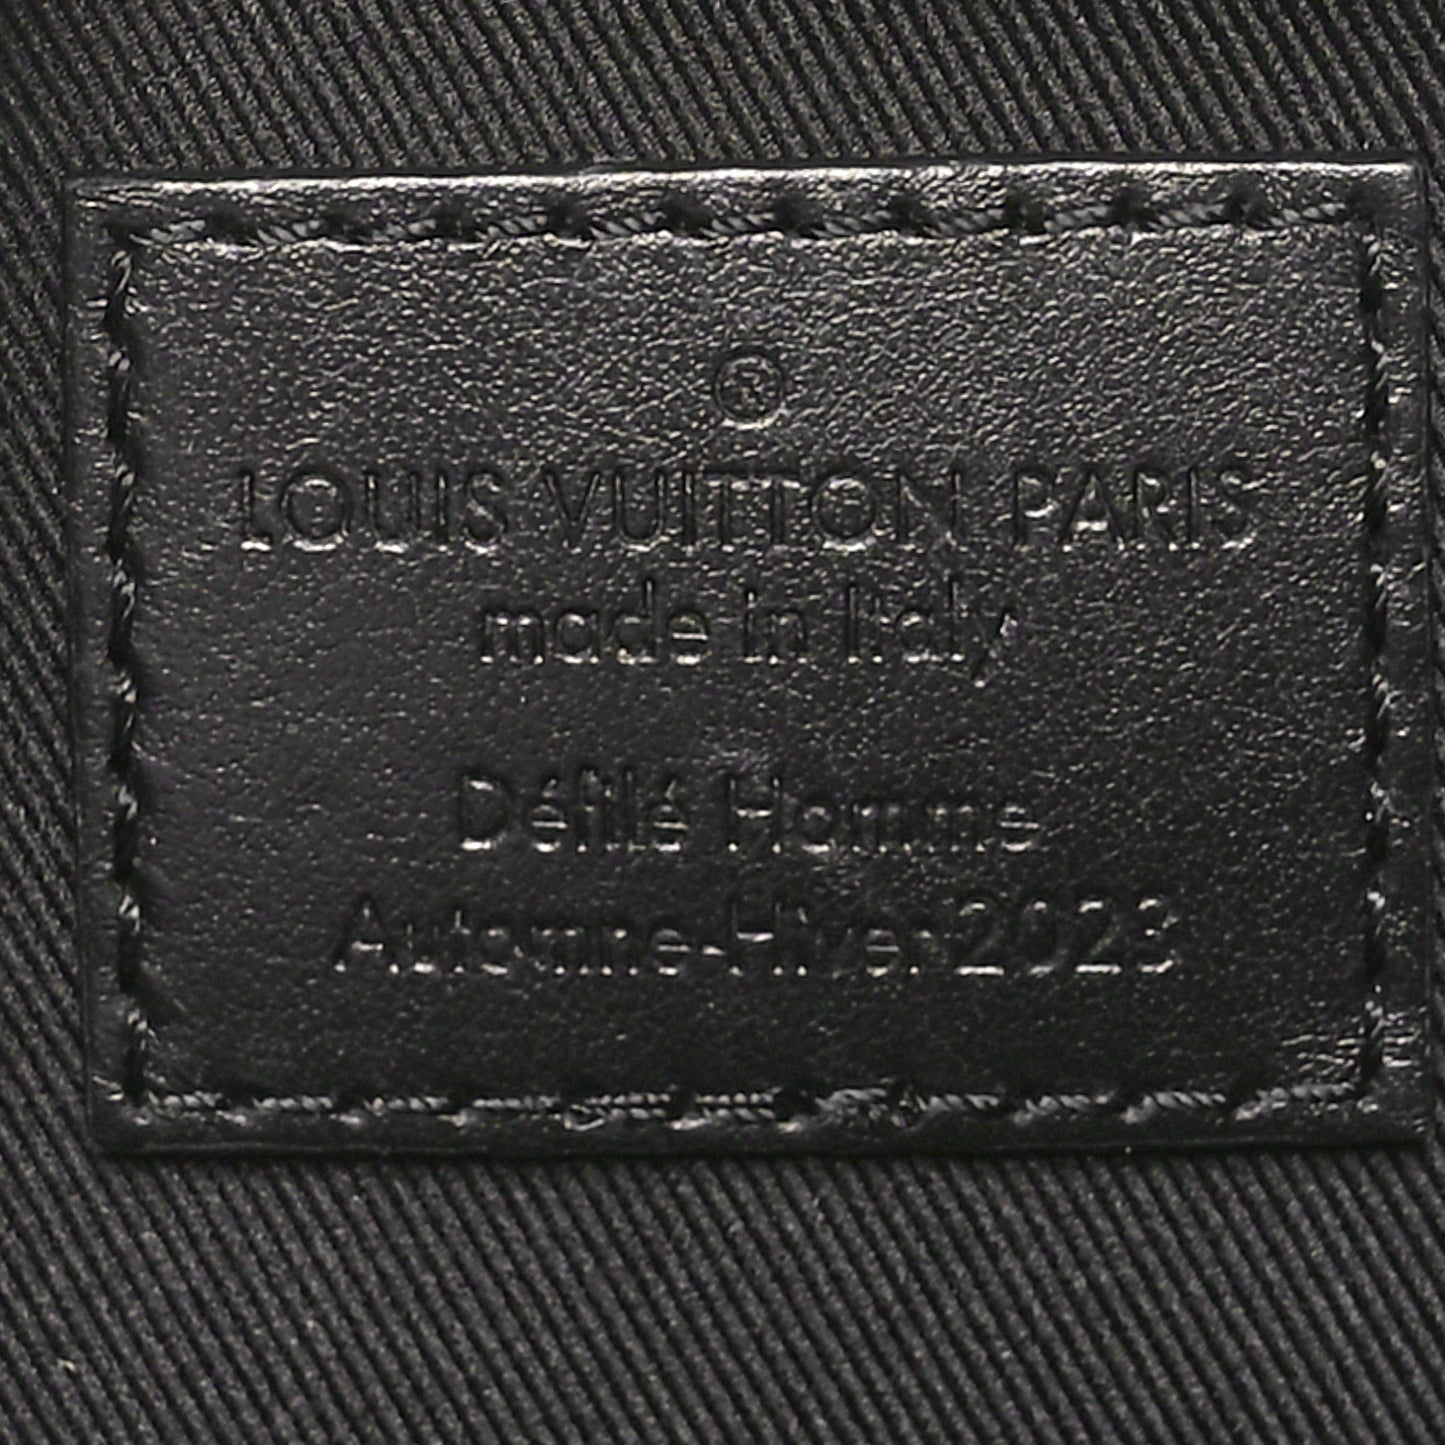 ®
LOUIS VUITTON PARIS
made in Italy
Défilé Homme
Automne-Hiver 2023